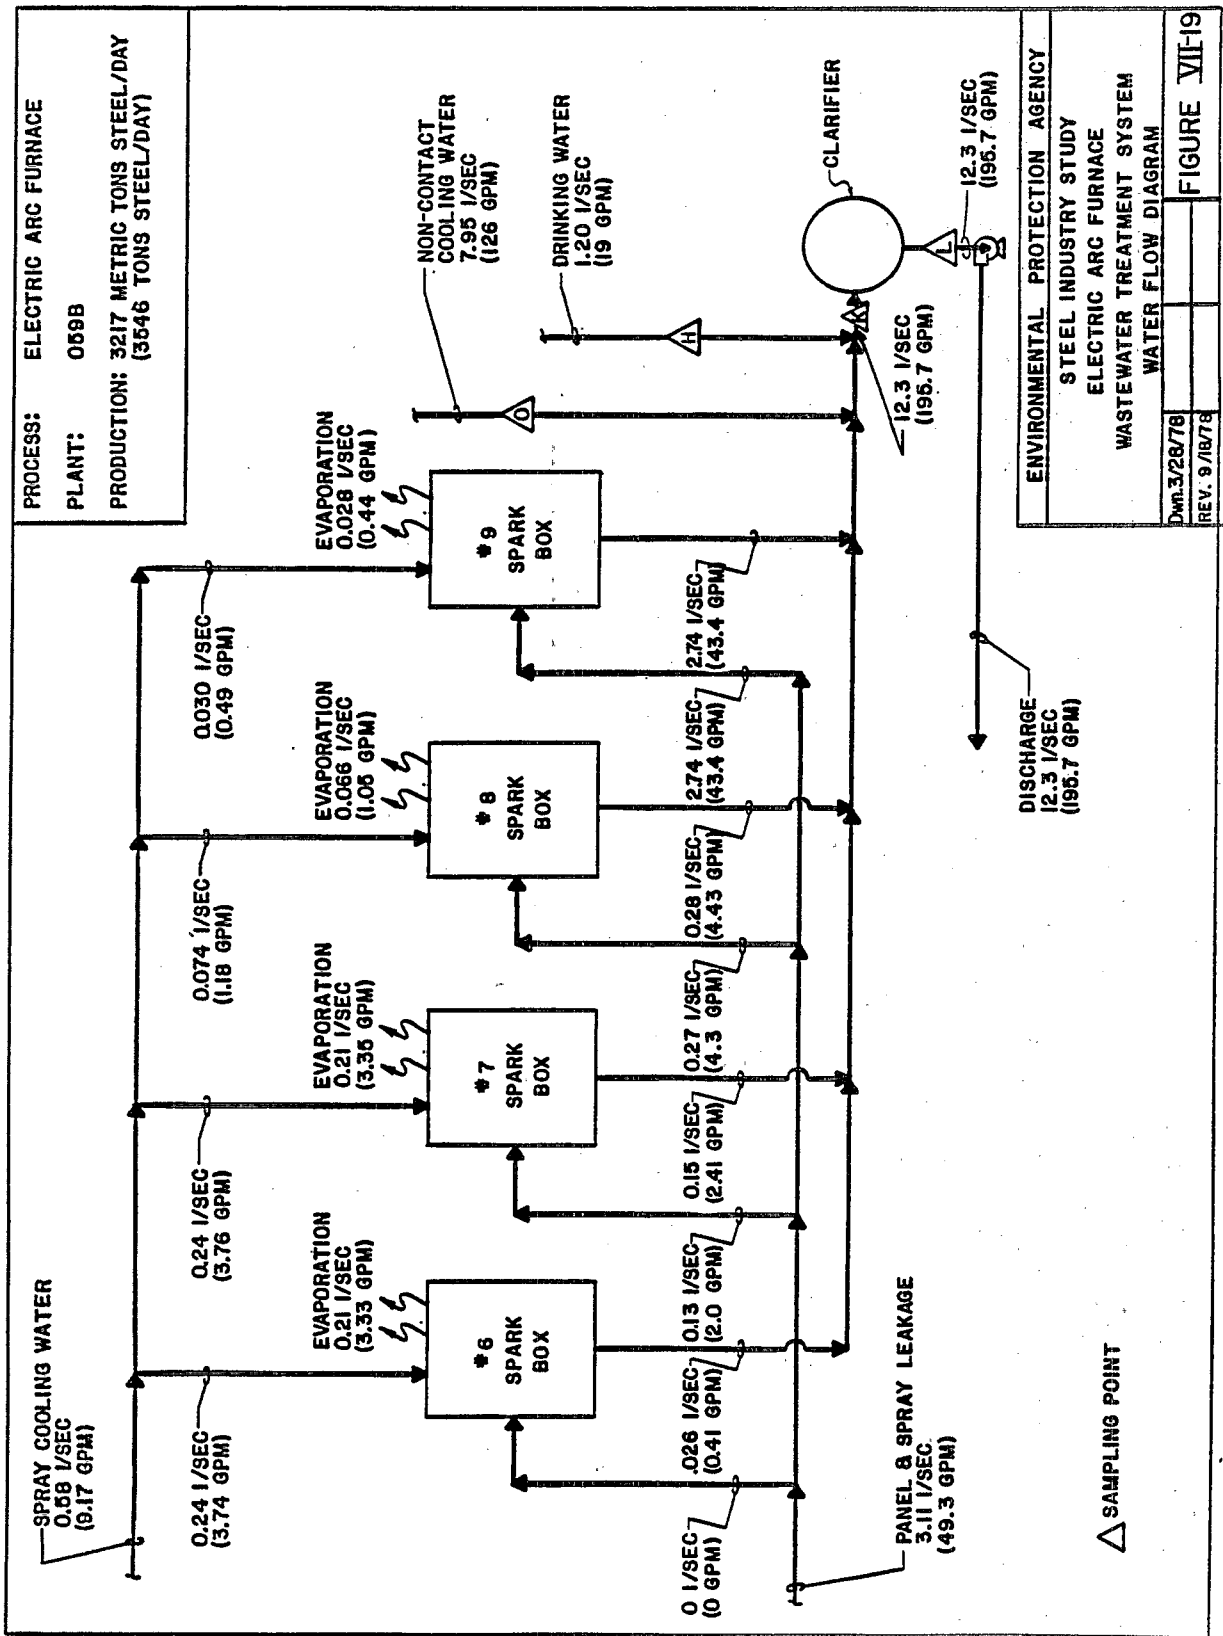 PROCESS: ELECTRIC ARC FURNACE
PLANT: 059B
PRODUCTION: 3217 METRIC TONS STEEL/DAY
(3546 TONS STEEL/DAY)
SPRAY COOLING WATER
0.58 l/SEC
(9.17 GPM)
0.24 l/SEC
(3.74 GPM)
0.24 l/SEC
(3.76 GPM)
0.074 l/SEC
(1.18 GPM)
0.030 l/SEC
(0.49 GPM)
EVAPORATION
0.21 l/SEC
(3.33 GPM)
EVAPORATION
0.21 l/SEC
(3.35 GPM)
EVAPORATION
0.066 l/SEC
(1.05 GPM)
EVAPORATION
0.028 l/SEC
(0.44 GPM)
#6
SPARK
BOX
#7
SPARK
BOX
#8
SPARK
BOX
#9
SPARK
BOX
NON-CONTACT
COOLING WATER
7.95 l/SEC
(126 GPM)
DRINKING WATER
1.20 l/SEC
(19 GPM)
O
H
K
L
CLARIFIER
12.3 l/SEC
(195.7 GPM)
12.3 l/SEC
(195.7 GPM)
0 l/SEC
(0 GPM)
.026 l/SEC
(0.41 GPM)
0.13 l/SEC
(2.0 GPM)
0.15 l/SEC
(2.41 GPM)
0.27 l/SEC
(4.3 GPM)
0.28 l/SEC
(4.43 GPM)
2.74 l/SEC
(43.4 GPM)
2.74 l/SEC
(43.4 GPM)
PANEL & SPRAY LEAKAGE
3.11 l/SEC
(49.3 GPM)
DISCHARGE
12.3 l/SEC
(195.7 GPM)
SAMPLING POINT
ENVIRONMENTAL PROTECTION AGENCY
STEEL INDUSTRY STUDY
ELECTRIC ARC FURNACE
WASTEWATER TREATMENT SYSTEM
WATER FLOW DIAGRAM
Dwn.3/28/78
REV. 9/18/78
FIGURE VII-19